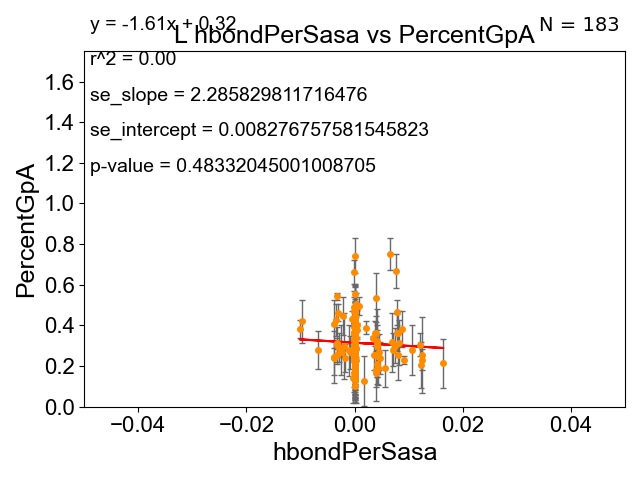 y = -1.61x + 0.32
N = 183
L hbondPerSasa vs PercentGpA
r^2 = 0.00
se_slope = 2.285829811716476
se_intercept = 0.008276757581545823
p-value = 0.48332045001008705
1.6
1.4
1.2
1.0
0.8
0.6
0.4
0.2
0.0
PercentGpA
−0.04
−0.02
0.00
0.02
0.04
hbondPerSasa